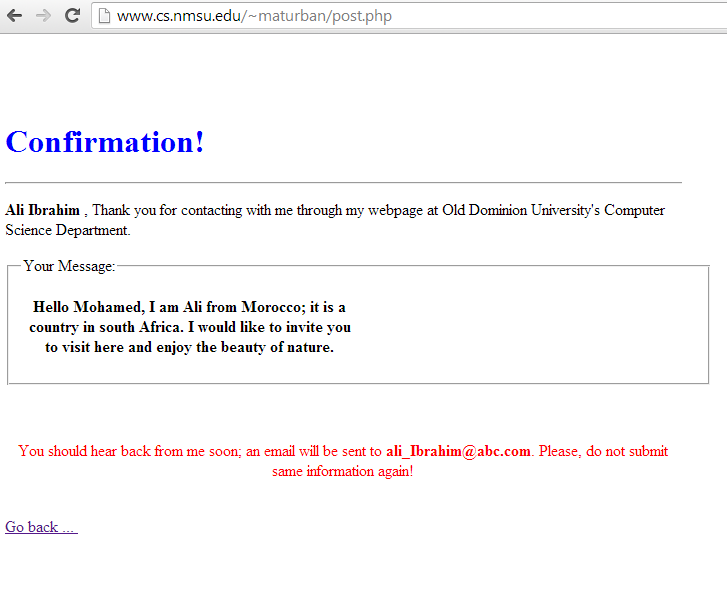 www.cs.nmsu.edu/~maturban/post.php
Confirmation!
Ali Ibrahim , Thank you for contacting with me through my webpage at Old Dominion University's Computer
Science Department.
Your Message:
Hello Mohamed, I am Ali from Morocco; it is a
country in south Africa. I would like to invite you
to visit here and enjoy the beauty of nature.
You should hear back from me soon; an email will be sent to ali_Ibrahim@abc.com. Please, do not submit
same information again!
Go back ...